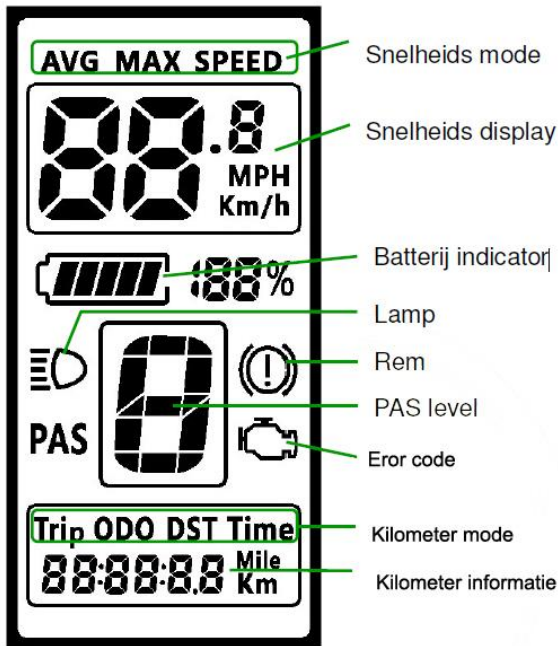 AVG MAX SPEED
Snelheids mode
88.8
MPH
Km/h
Snelheids display
188%
Batterij indicator
Lamp
Rem
8
PAS level
PAS
Eror code
Trip ODO DST Time
Kilometer mode
88:88:8.8
Mile
Km
Kilometer informatie